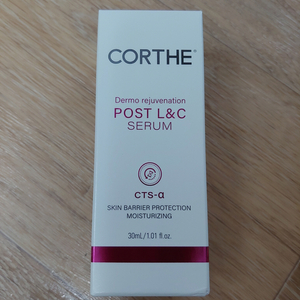 CORTHE®
Dermo rejuvenation
POST L&C
SERUM
CTS-α
SKIN BARRIER PROTECTION
MOISTURIZING
30mL/1.01 fl.oz.